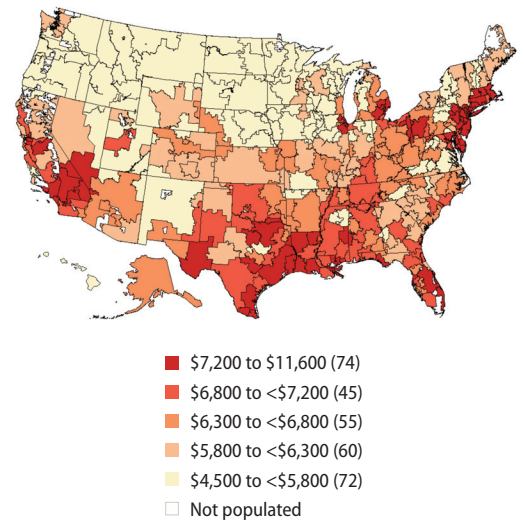 $7,200 to $11,600 (74)
$6,800 to <$7,200 (45)
$6,300 to <$6,800 (55)
$5,800 to <$6,300 (60)
$4,500 to <$5,800 (72)
Not populated